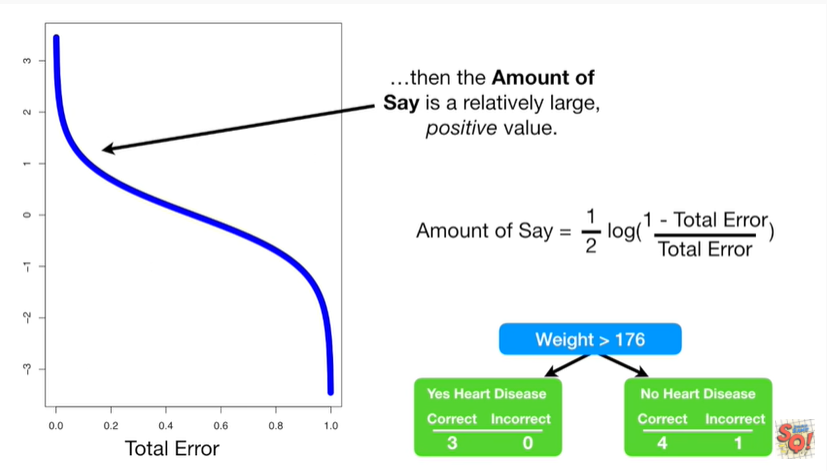 ...then the Amount of
Say is a relatively large,
positive value.
3
2
1
0
-1
-2
-3
0.0 0.2 0.4 0.6 0.8 1.0
Total Error
Amount of Say = 1/2 log(1 - Total Error / Total Error)
Weight > 176
Yes Heart Disease
Correct Incorrect
3 0
No Heart Disease
Correct Incorrect
4 1
SQ!